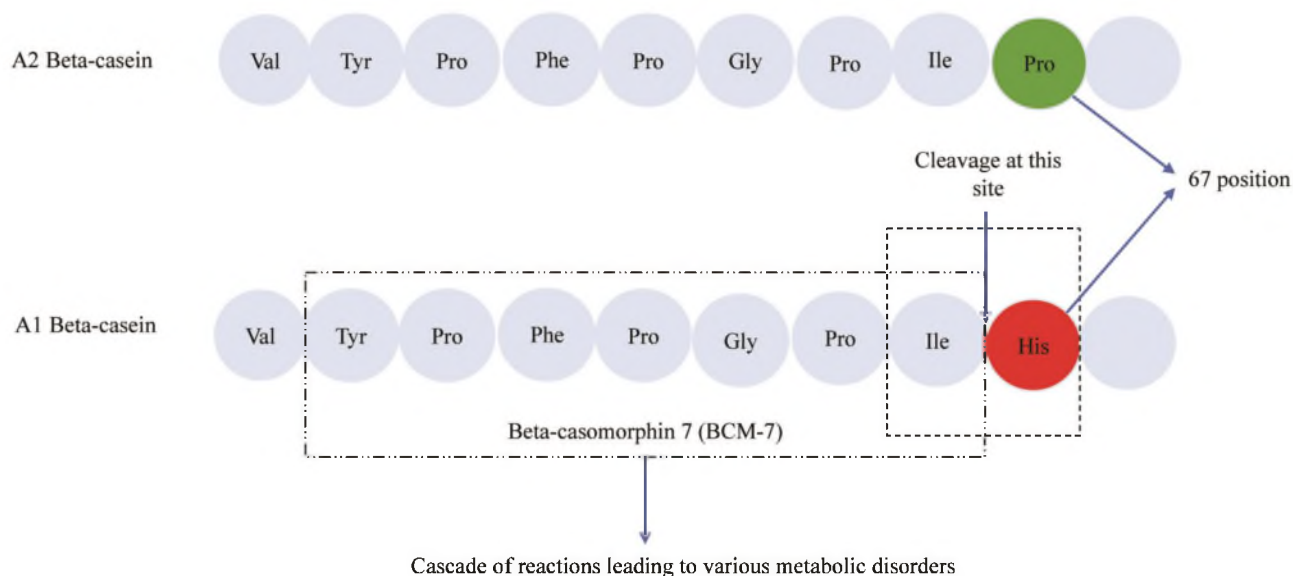 A2 Beta-casein
Val Tyr Pro Phe Pro Gly Pro Ile Pro
Cleavage at this
site
67 position
A1 Beta-casein
Val Tyr Pro Phe Pro Gly Pro Ile His
Beta-casomorphin 7 (BCM-7)
Cascade of reactions leading to various metabolic disorders